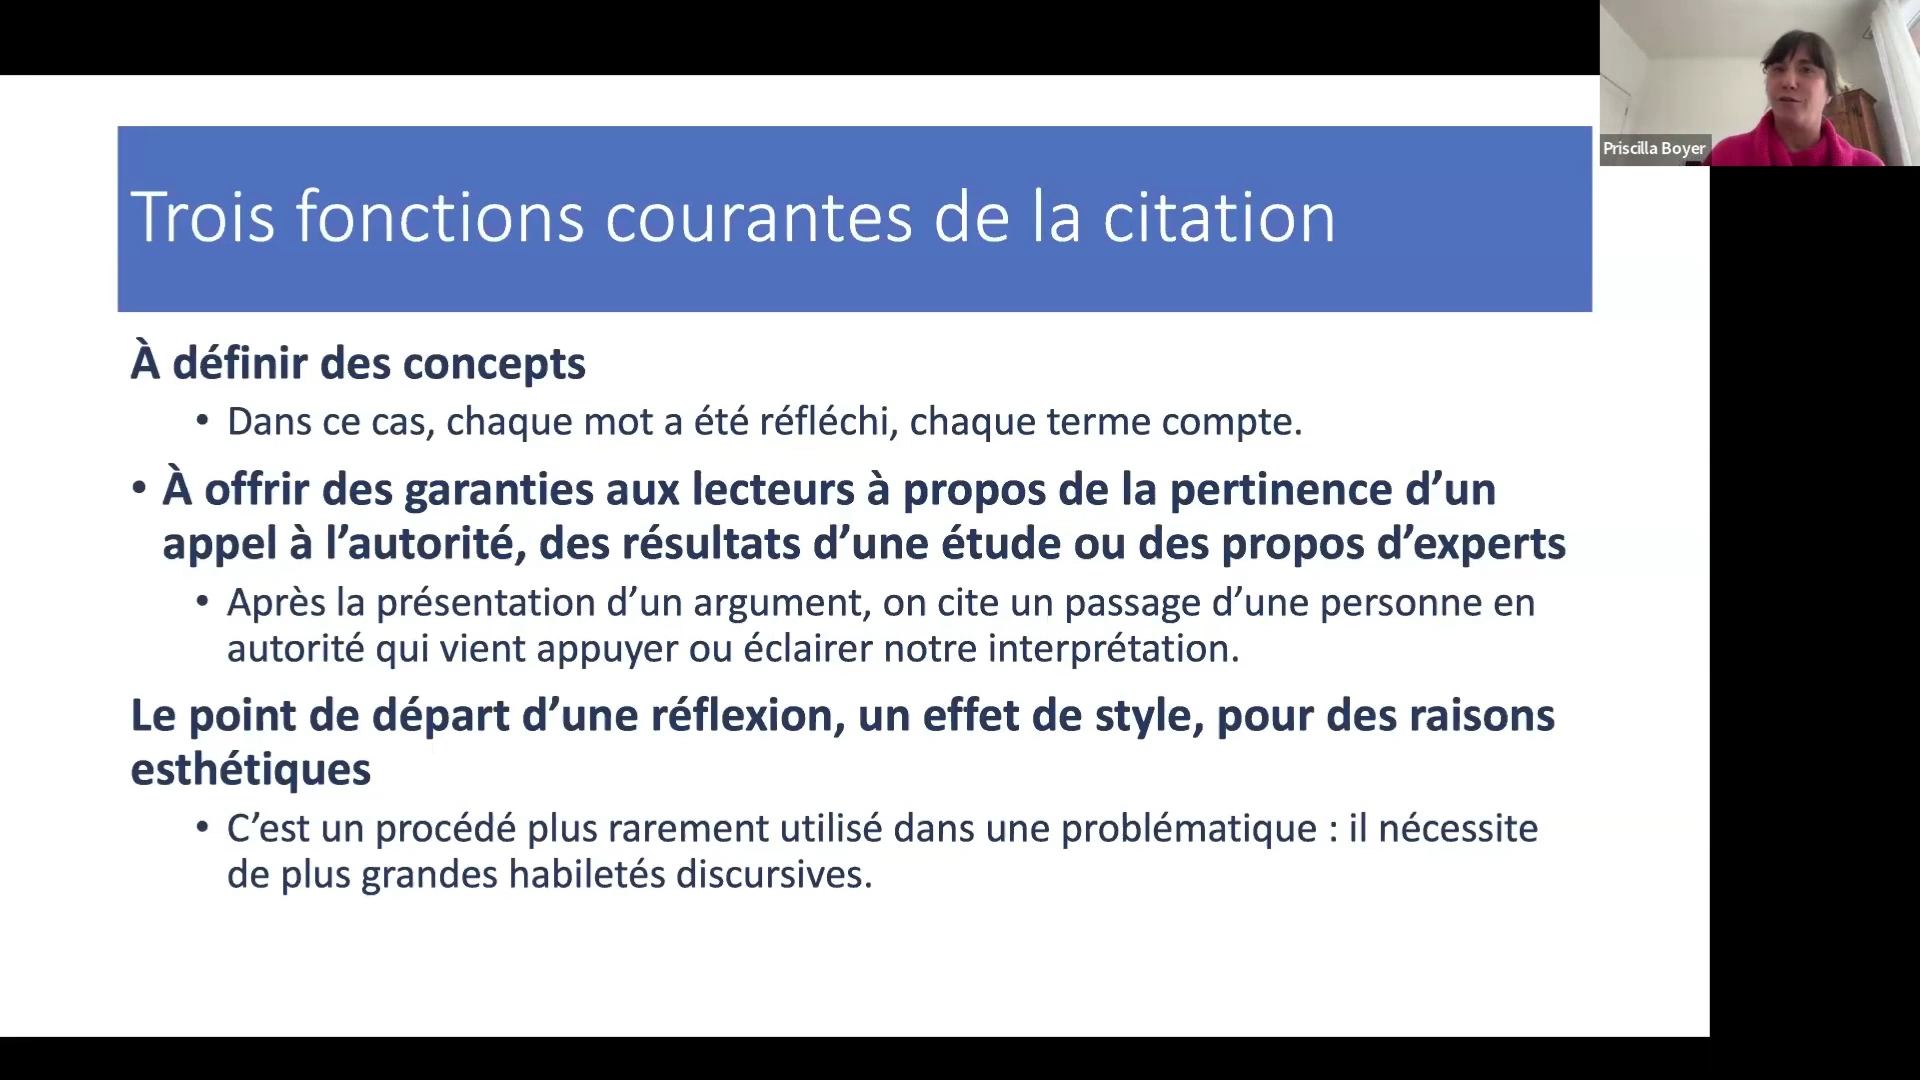 Priscilla Boyer
Trois fonctions courantes de la citation
À définir des concepts
• Dans ce cas, chaque mot a été réfléchi, chaque terme compte.
• À offrir des garanties aux lecteurs à propos de la pertinence d’un
appel à l’autorité, des résultats d’une étude ou des propos d’experts
• Après la présentation d’un argument, on cite un passage d’une personne en
autorité qui vient appuyer ou éclairer notre interprétation.
Le point de départ d’une réflexion, un effet de style, pour des raisons
esthétiques
• C’est un procédé plus rarement utilisé dans une problématique : il nécessite
de plus grandes habiletés discursives.